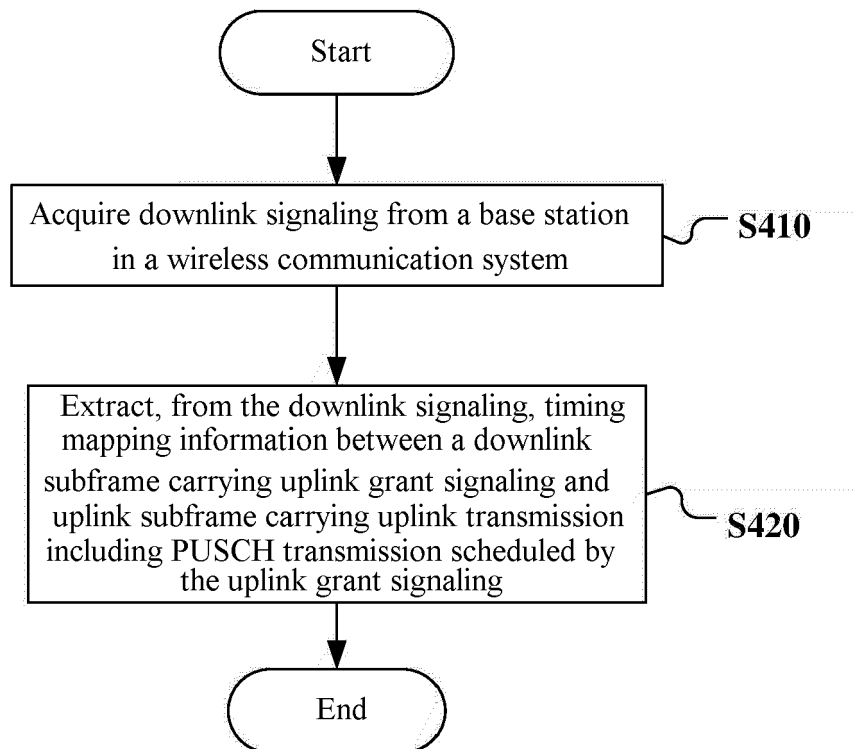 Start
Acquire downlink signaling from a base station
in a wireless communication system
S410
Extract, from the downlink signaling, timing
mapping information between a downlink
subframe carrying uplink grant signaling and
uplink subframe carrying uplink transmission
including PUSCH transmission scheduled by
the uplink grant signaling
S420
End